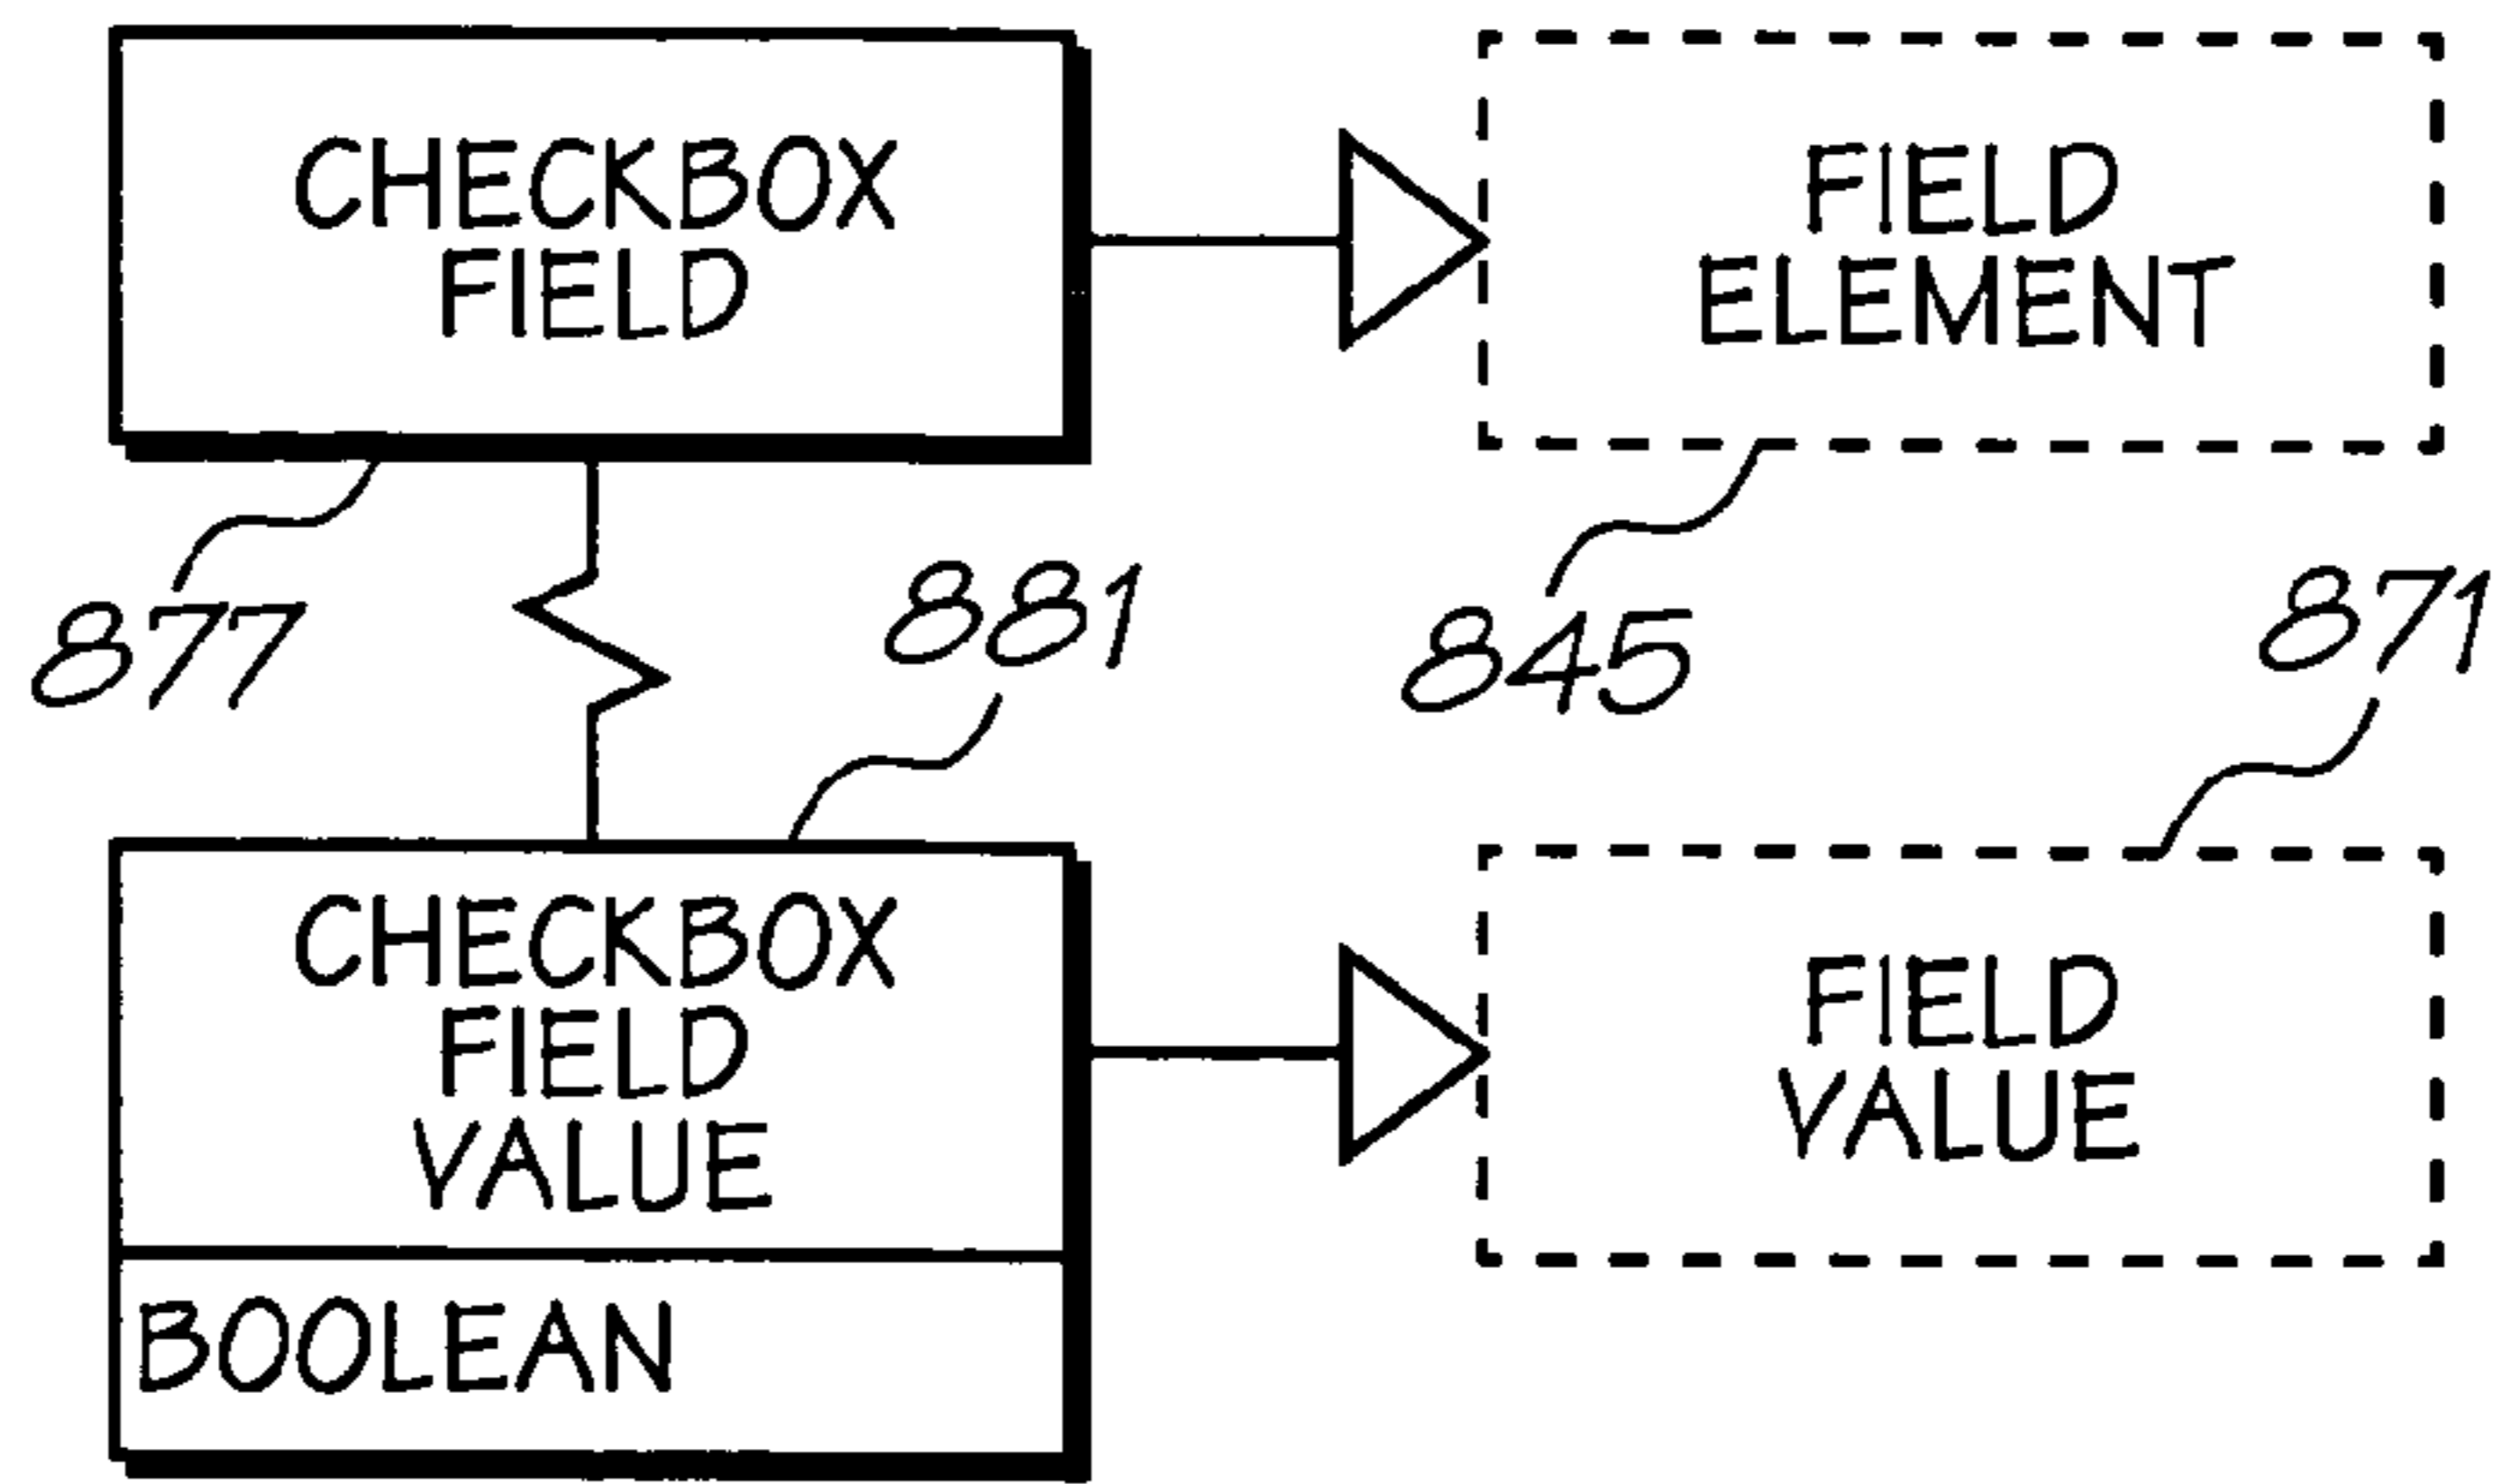 CHECKBOX
FIELD
FIELD
ELEMENT
877
881
845
871
CHECKBOX
FIELD
VALUE
BOOLEAN
FIELD
VALUE